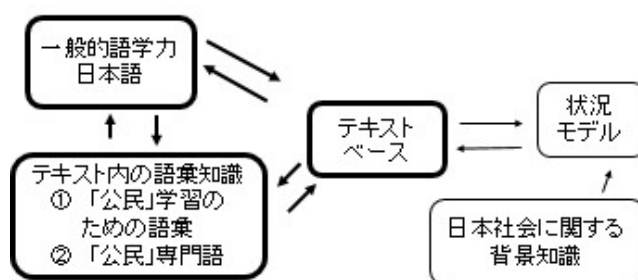 一般的語学力
日本語
テキスト内の語彙知識
① 「公民」学習の
ための語彙
② 「公民」専門語
テキスト
ベース
状況
モデル
日本社会に関する
背景知識